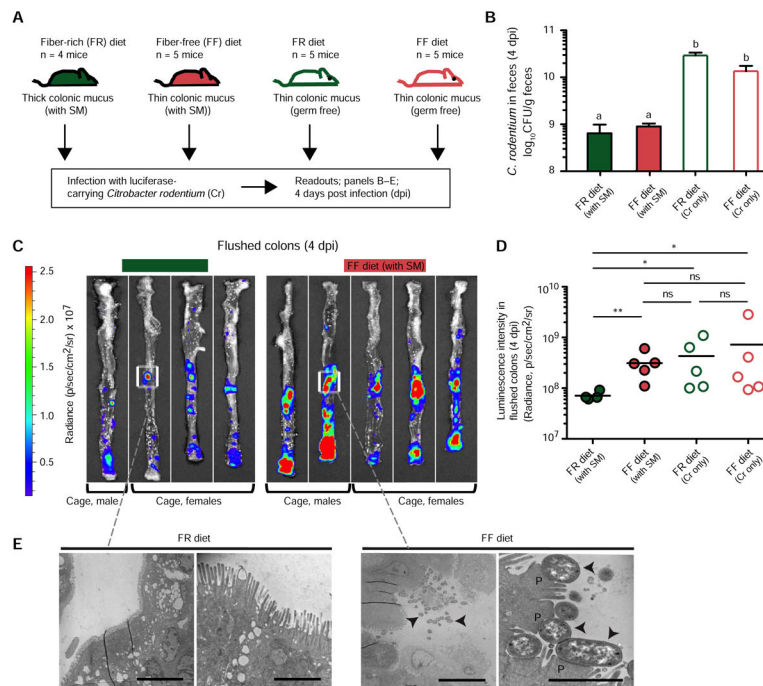 A
Fiber-rich (FR) diet
n = 4 mice
Fiber-free (FF) diet
n = 5 mice
FR diet
n = 5 mice
FF diet
n = 5 mice
Thick colonic mucus
(with SM)
Thin colonic mucus
(with SM))
Thin colonic mucus
(germ free)
Thin colonic mucus
(germ free)
Infection with luciferase-
carrying Citrobacter rodentium (Cr)
Readouts; panels B–E;
4 days post infection (dpi)
B
C. rodentium in feces (4 dpi)
log10CFU/g feces
11
10
9
8
a
a
b
b
FR diet
(with SM)
FF diet
(with SM)
FR diet
(Cr only)
FF diet
(Cr only)
C
Flushed colons (4 dpi)
FF diet (with SM)
Radiance (p/sec/cm2/sr) x 10⁷
2.5
2.0
1.5
1.0
0.5
Cage, male
Cage, females
Cage, males
Cage, females
D
Luminescence intensity in
flushed colons (4 dpi)
(Radiance, p/sec/cm2/sr)
10¹⁰
10⁹
10⁸
10⁷
*
*
ns
**
ns
ns
FR diet
(with SM)
FF diet
(with SM)
FR diet
(Cr only)
FF diet
(Cr only)
E
FR diet
FF diet
P
P
P